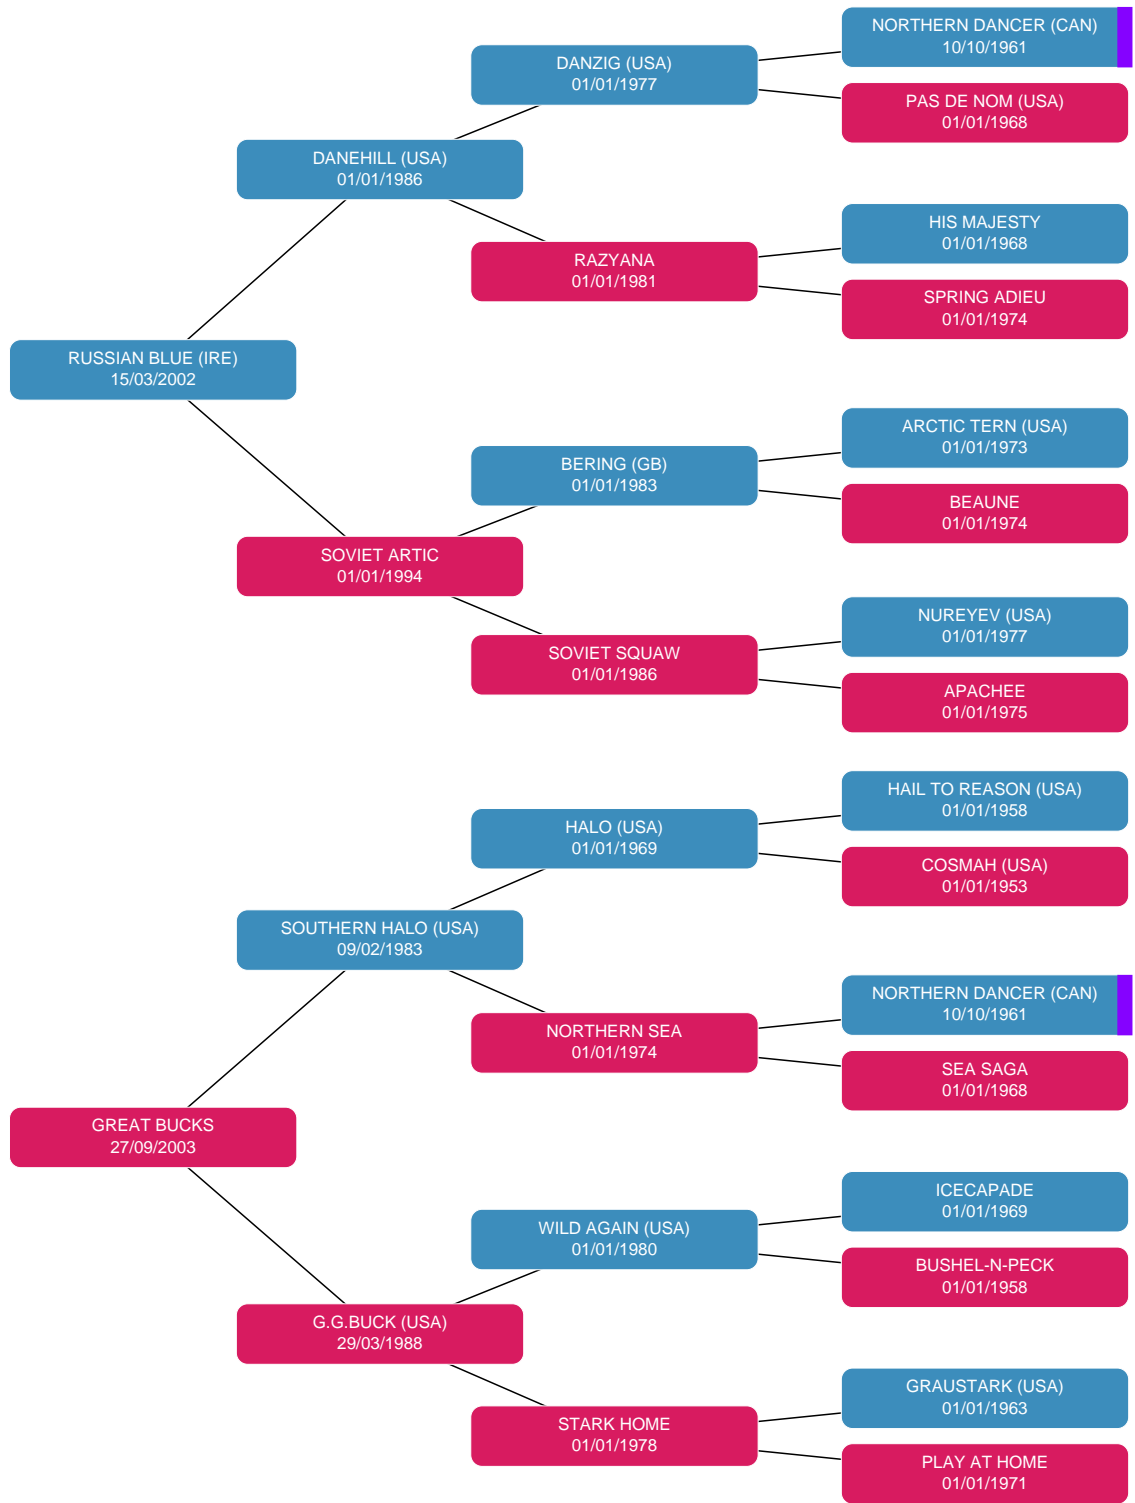 NORTHERN DANCER (CAN)
10/10/1961
DANZIG (USA)
01/01/1977
PAS DE NOM (USA)
01/01/1968
DANEHILL (USA)
01/01/1986
HIS MAJESTY
01/01/1968
RAZYANA
01/01/1981
SPRING ADIEU
01/01/1974
RUSSIAN BLUE (IRE)
15/03/2002
ARCTIC TERN (USA)
01/01/1973
BERING (GB)
01/01/1983
BEAUNE
01/01/1974
SOVIET ARTIC
01/01/1994
NUREYEV (USA)
01/01/1977
SOVIET SQUAW
01/01/1986
APACHEE
01/01/1975
HAIL TO REASON (USA)
01/01/1958
HALO (USA)
01/01/1969
COSMAH (USA)
01/01/1953
SOUTHERN HALO (USA)
09/02/1983
NORTHERN DANCER (CAN)
10/10/1961
NORTHERN SEA
01/01/1974
SEA SAGA
01/01/1968
GREAT BUCKS
27/09/2003
ICECAPADE
01/01/1969
WILD AGAIN (USA)
01/01/1980
BUSHEL-N-PECK
01/01/1958
G.G.BUCK (USA)
29/03/1988
GRAUSTARK (USA)
01/01/1963
STARK HOME
01/01/1978
PLAY AT HOME
01/01/1971